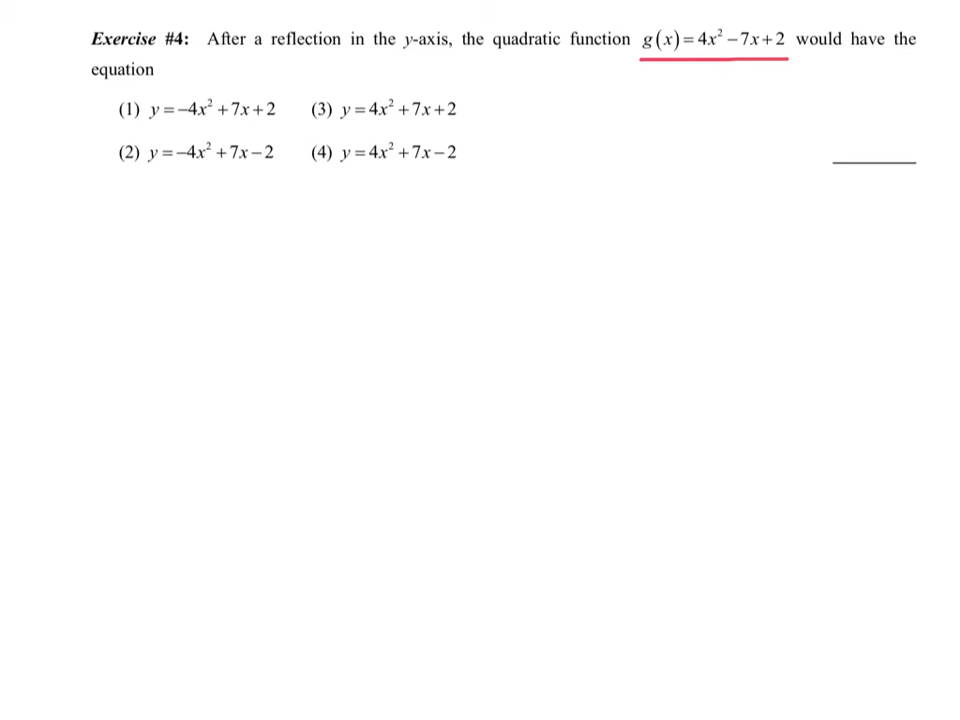 Exercise #4: After a reflection in the y-axis, the quadratic function g(x)=4x²−7x+2 would have the
equation
(1) y=−4x²+7x+2 (3) y=4x²+7x+2
(2) y=−4x²+7x−2 (4) y=4x²+7x−2